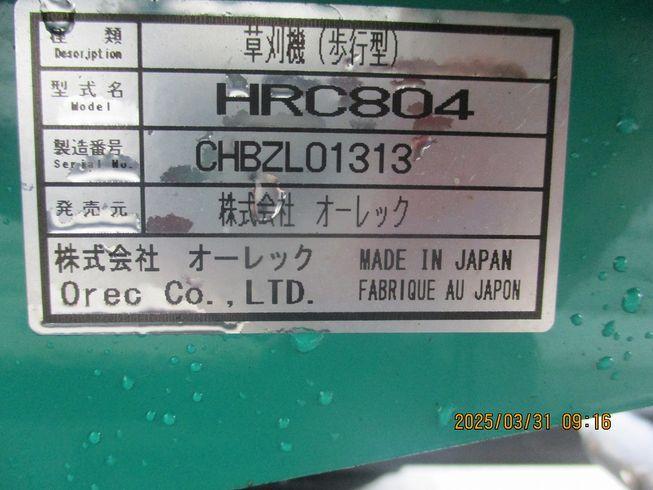 種類 草刈機(歩行型)
Description
型式名 HRC804
Model
製造番号 CHBZL01313
Serial No.
発売元 株式会社 オーレック
株式会社 オーレック MADE IN JAPAN
Orec Co.,LTD. FABRIQUE AU JAPON
2025/03/31 09:16